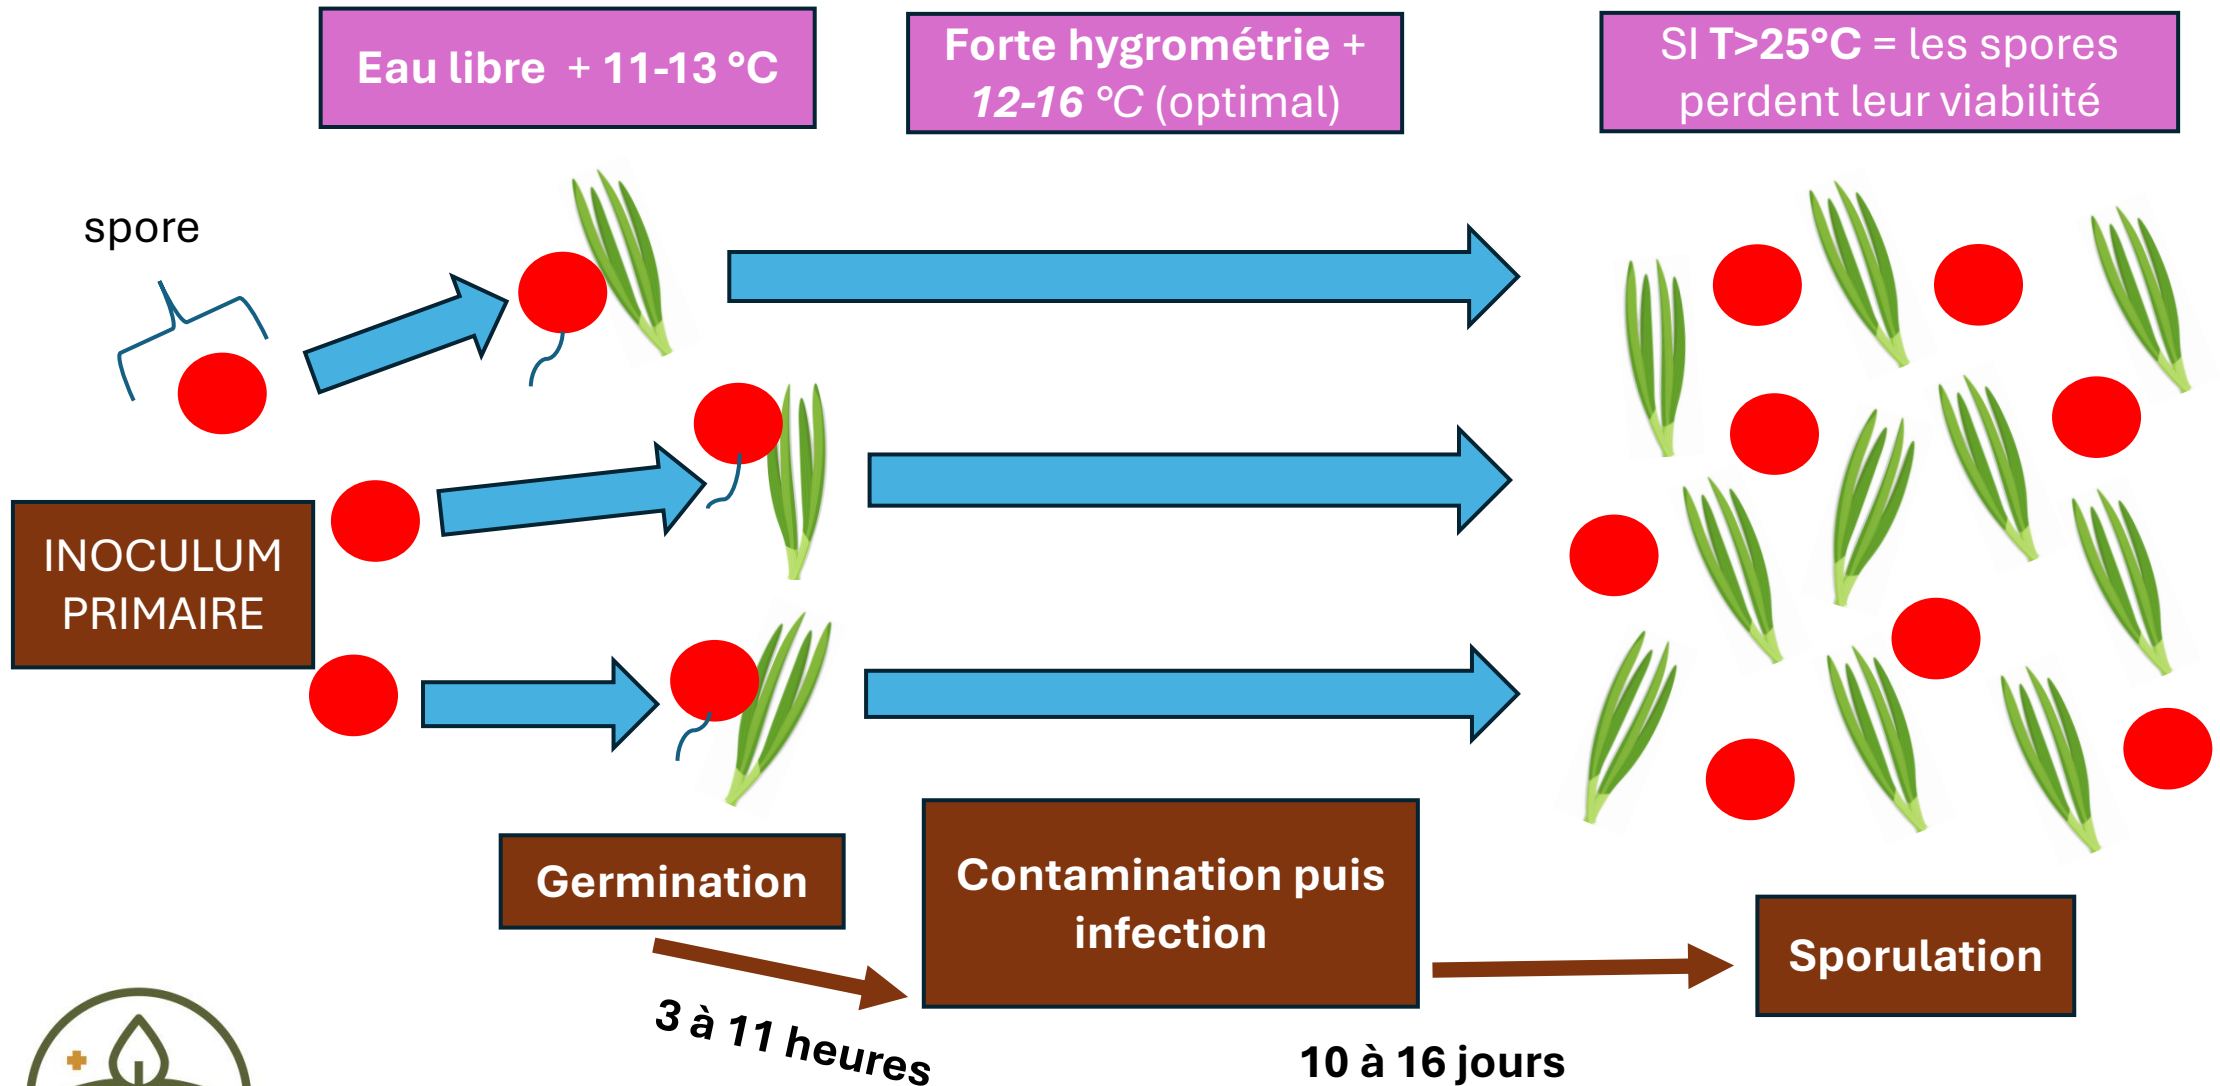 Eau libre + 11-13 °C
Forte hygrométrie +
12-16 °C (optimal)
SI T>25°C = les spores
perdent leur viabilité
spore
INOCULUM
PRIMAIRE
Germination
Contamination puis
infection
Sporulation
3 à 11 heures
10 à 16 jours